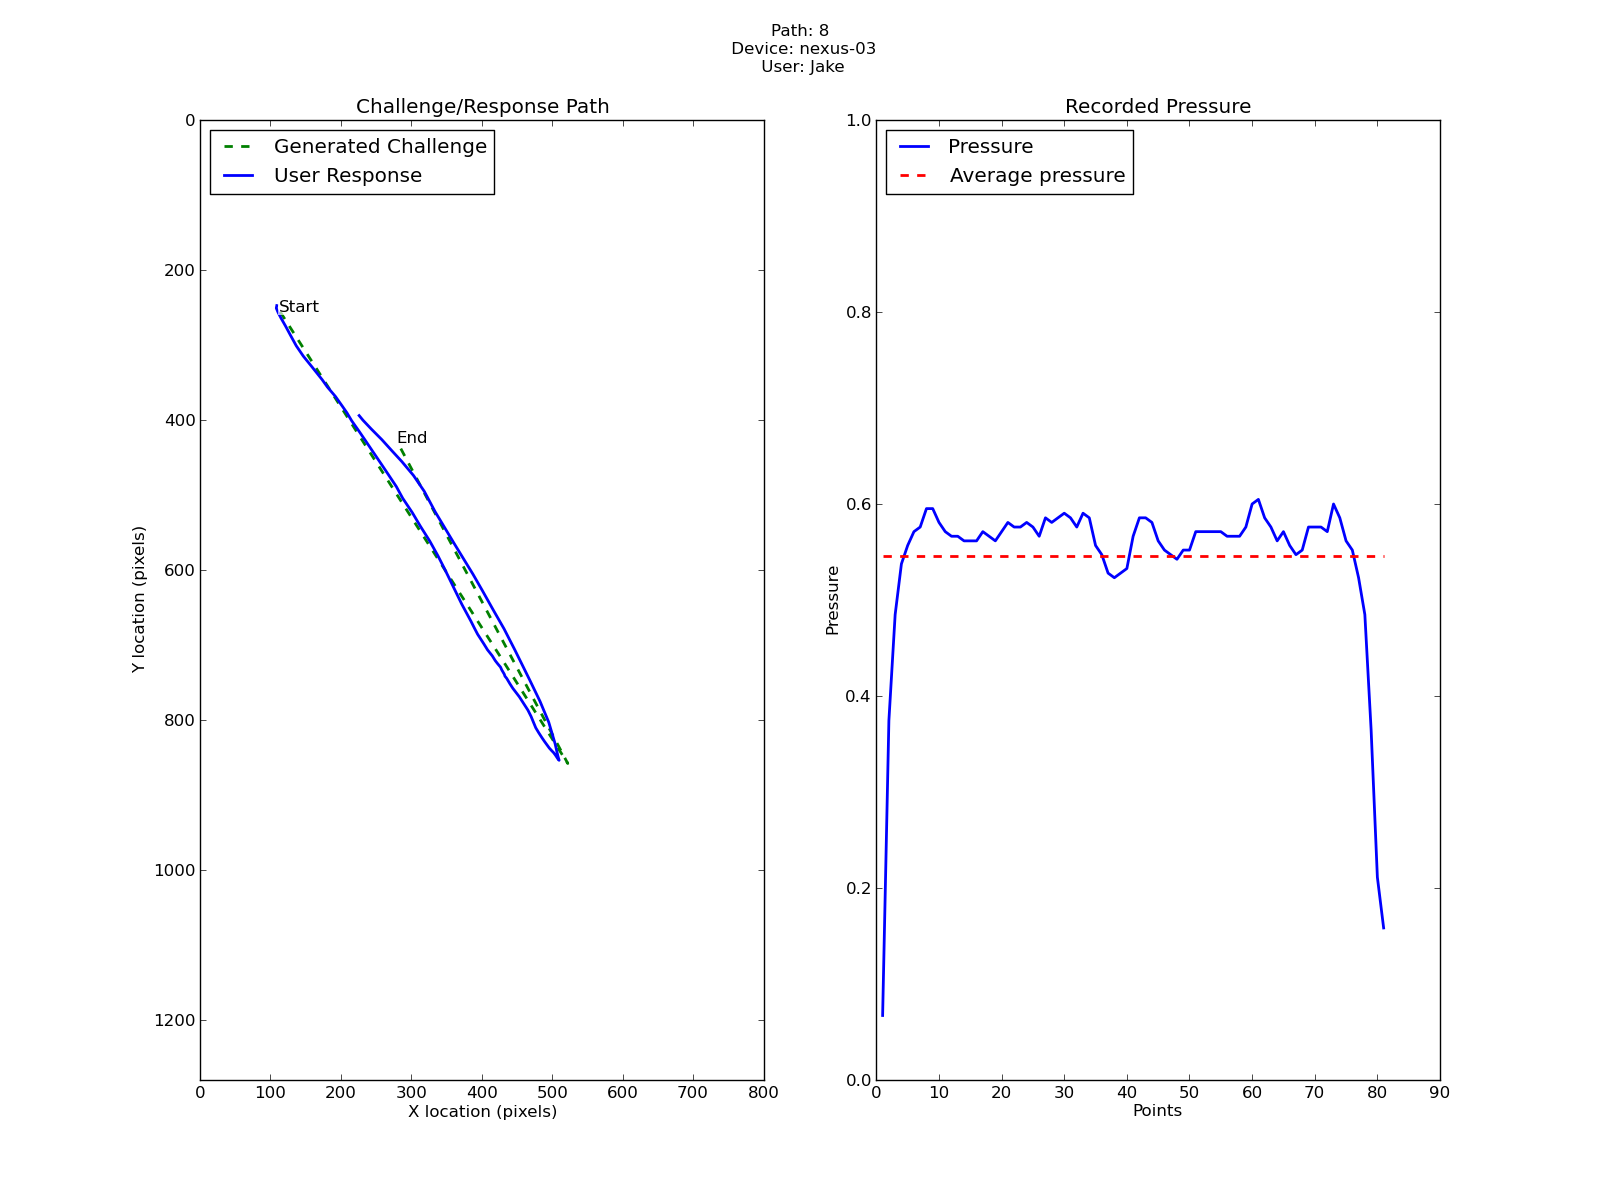 Path: 8
Device: nexus-03
User: Jake
Challenge/Response Path
Generated Challenge
User Response
Start
End
0
200
400
600
800
1000
1200
Y location (pixels)
0 100 200 300 400 500 600 700 800
X location (pixels)
Recorded Pressure
Pressure
Average pressure
1.0
0.8
0.6
0.4
0.2
0.0
Pressure
0 10 20 30 40 50 60 70 80 90
Points